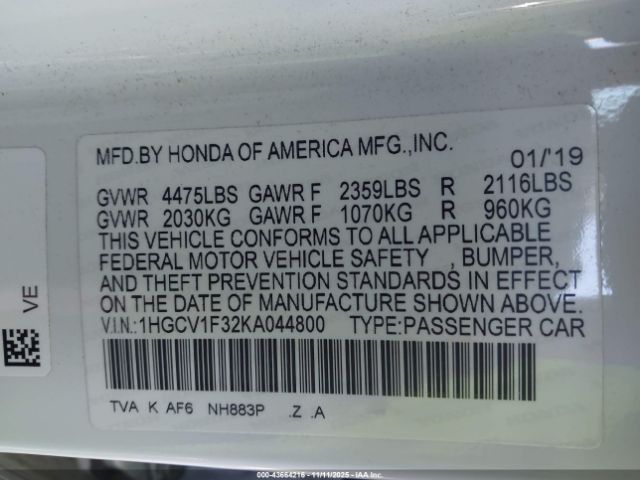 MFD.BY HONDA OF AMERICA MFG.,INC. 01/'19
GVWR 4475LBS GAWR F 2359LBS R 2116LBS
GVWR 2030KG GAWR F 1070KG R 960KG
THIS VEHICLE CONFORMS TO ALL APPLICABLE
FEDERAL MOTOR VEHICLE SAFETY , BUMPER,
AND THEFT PREVENTION STANDARDS IN EFFECT
ON THE DATE OF MANUFACTURE SHOWN ABOVE.
V.I.N.:1HGCV1F32KA044800 TYPE:PASSENGER CAR
TVA K AF6 NH883P .Z .A
VE
000-43654216 - 11/11/2025 - IAA